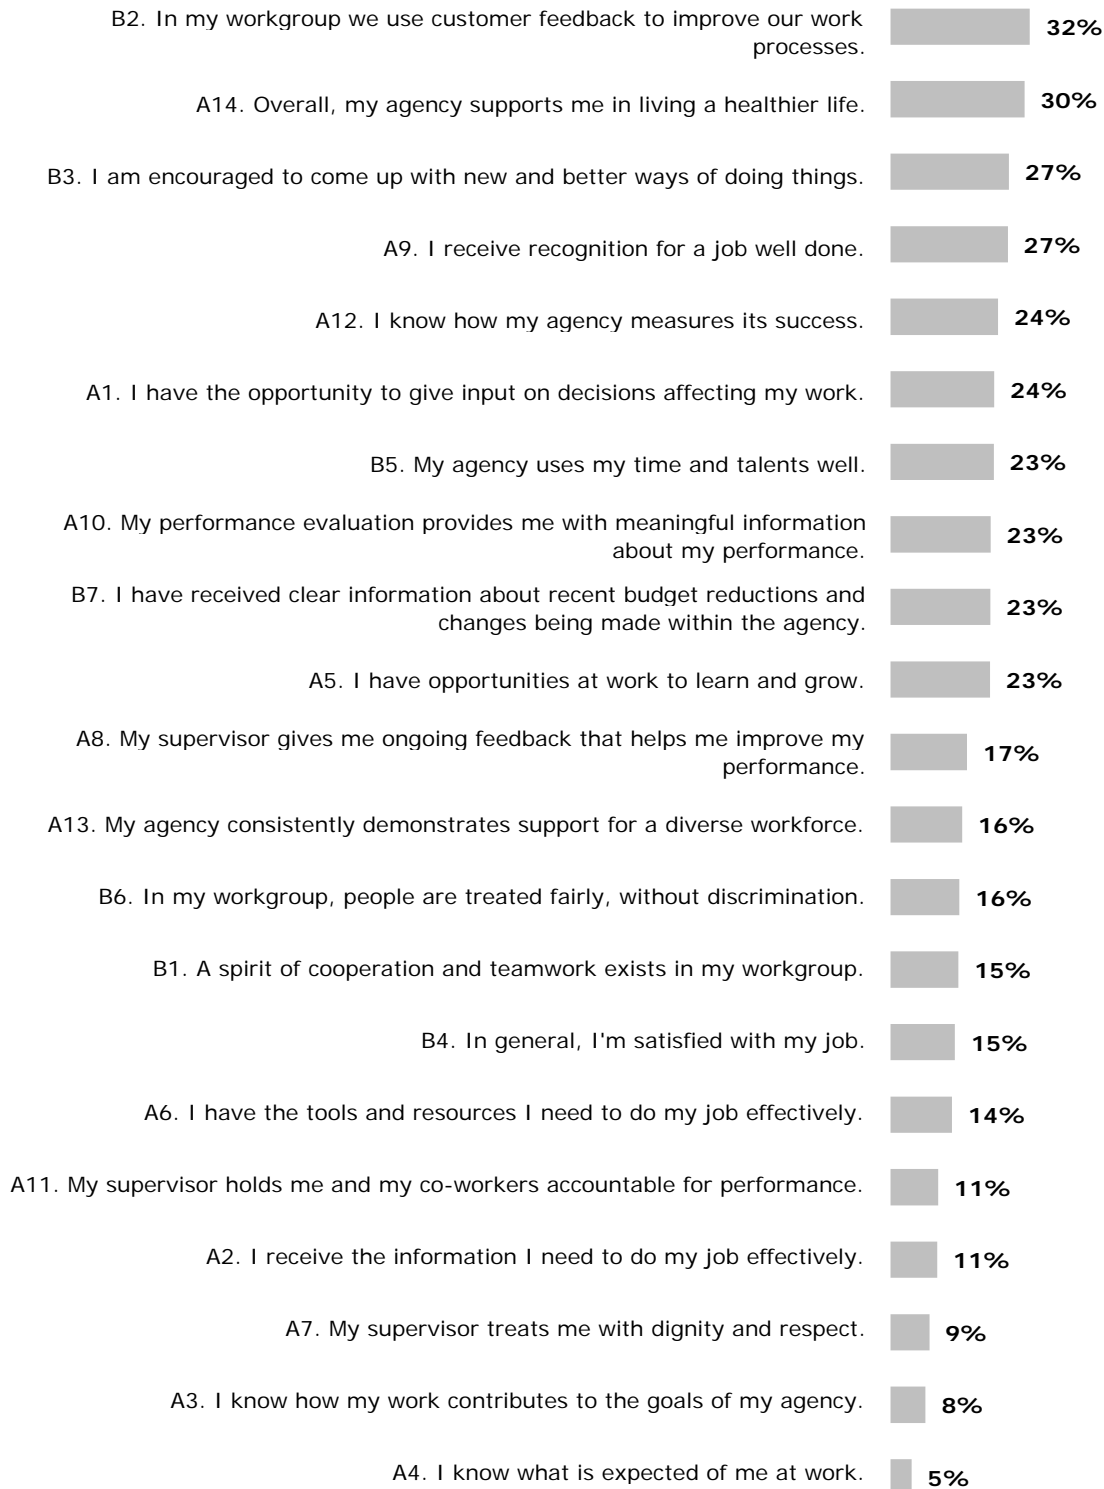 B2. In my workgroup we use customer feedback to improve our work
processes.
32%
A14. Overall, my agency supports me in living a healthier life.
30%
B3. I am encouraged to come up with new and better ways of doing things.
27%
A9. I receive recognition for a job well done.
27%
A12. I know how my agency measures its success.
24%
A1. I have the opportunity to give input on decisions affecting my work.
24%
B5. My agency uses my time and talents well.
23%
A10. My performance evaluation provides me with meaningful information
about my performance.
23%
B7. I have received clear information about recent budget reductions and
changes being made within the agency.
23%
A5. I have opportunities at work to learn and grow.
23%
A8. My supervisor gives me ongoing feedback that helps me improve my
performance.
17%
A13. My agency consistently demonstrates support for a diverse workforce.
16%
B6. In my workgroup, people are treated fairly, without discrimination.
16%
B1. A spirit of cooperation and teamwork exists in my workgroup.
15%
B4. In general, I'm satisfied with my job.
15%
A6. I have the tools and resources I need to do my job effectively.
14%
A11. My supervisor holds me and my co-workers accountable for performance.
11%
A2. I receive the information I need to do my job effectively.
11%
A7. My supervisor treats me with dignity and respect.
9%
A3. I know how my work contributes to the goals of my agency.
8%
A4. I know what is expected of me at work.
5%